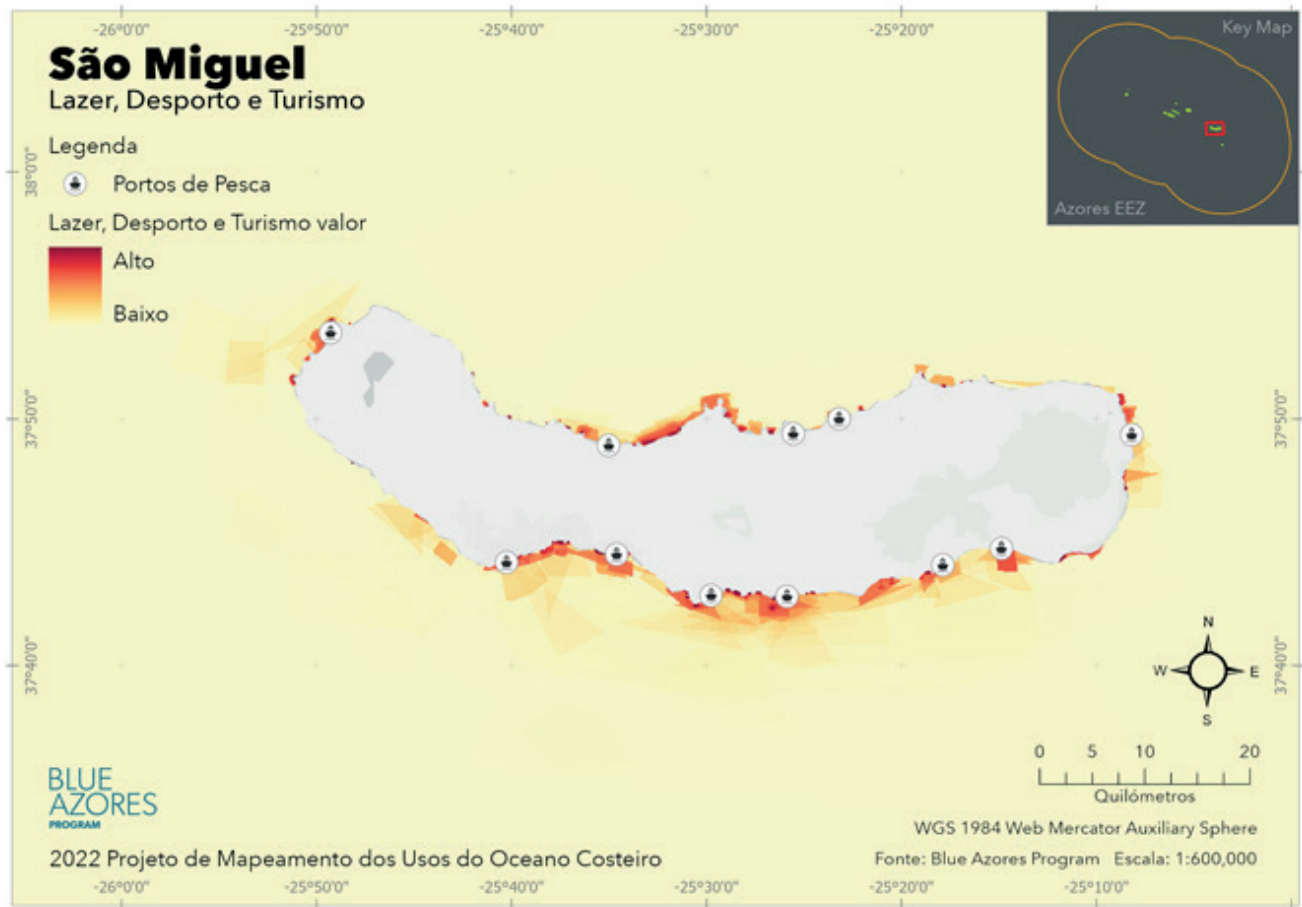 -26°0'0"
-25°50'0"
-25°40'0"
-25°30'0"
-25°20'0"
São Miguel
Lazer, Desporto e Turismo
Legenda
Portos de Pesca
Lazer, Desporto e Turismo valor
Alto
Baixo
Key Map
Azores EEZ
38°0'0"
37°50'0"
37°50'0"
37°40'0"
37°40'0"
N
W
E
S
0 5 10 20
Quilómetros
BLUE
AZORES
PROGRAM
WGS 1984 Web Mercator Auxiliary Sphere
2022 Projeto de Mapeamento dos Usos do Oceano Costeiro
Fonte: Blue Azores Program Escala: 1:600,000
-26°0'0"
-25°50'0"
-25°40'0"
-25°30'0"
-25°20'0"
-25°10'0"